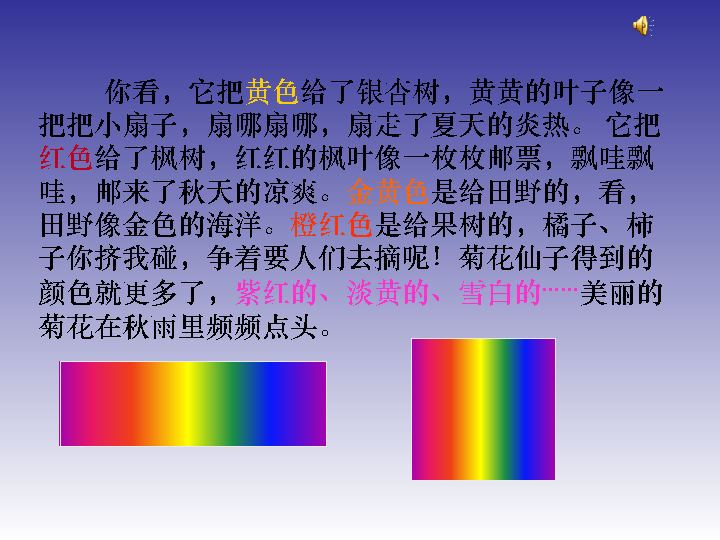 你看，它把黄色给了银杏树，黄黄的叶子像一
把把小扇子，扇哪扇哪，扇走了夏天的炎热。 它把
红色给了枫树，红红的枫叶像一枚枚邮票，飘哇飘
哇，邮来了秋天的凉爽。金黄色是给田野的，看，
田野像金色的海洋。橙红色是给果树的，橘子、柿
子你挤我碰，争着要人们去摘呢！菊花仙子得到的
颜色就更多了，紫红的、淡黄的、雪白的……美丽的
菊花在秋雨里频频点头。